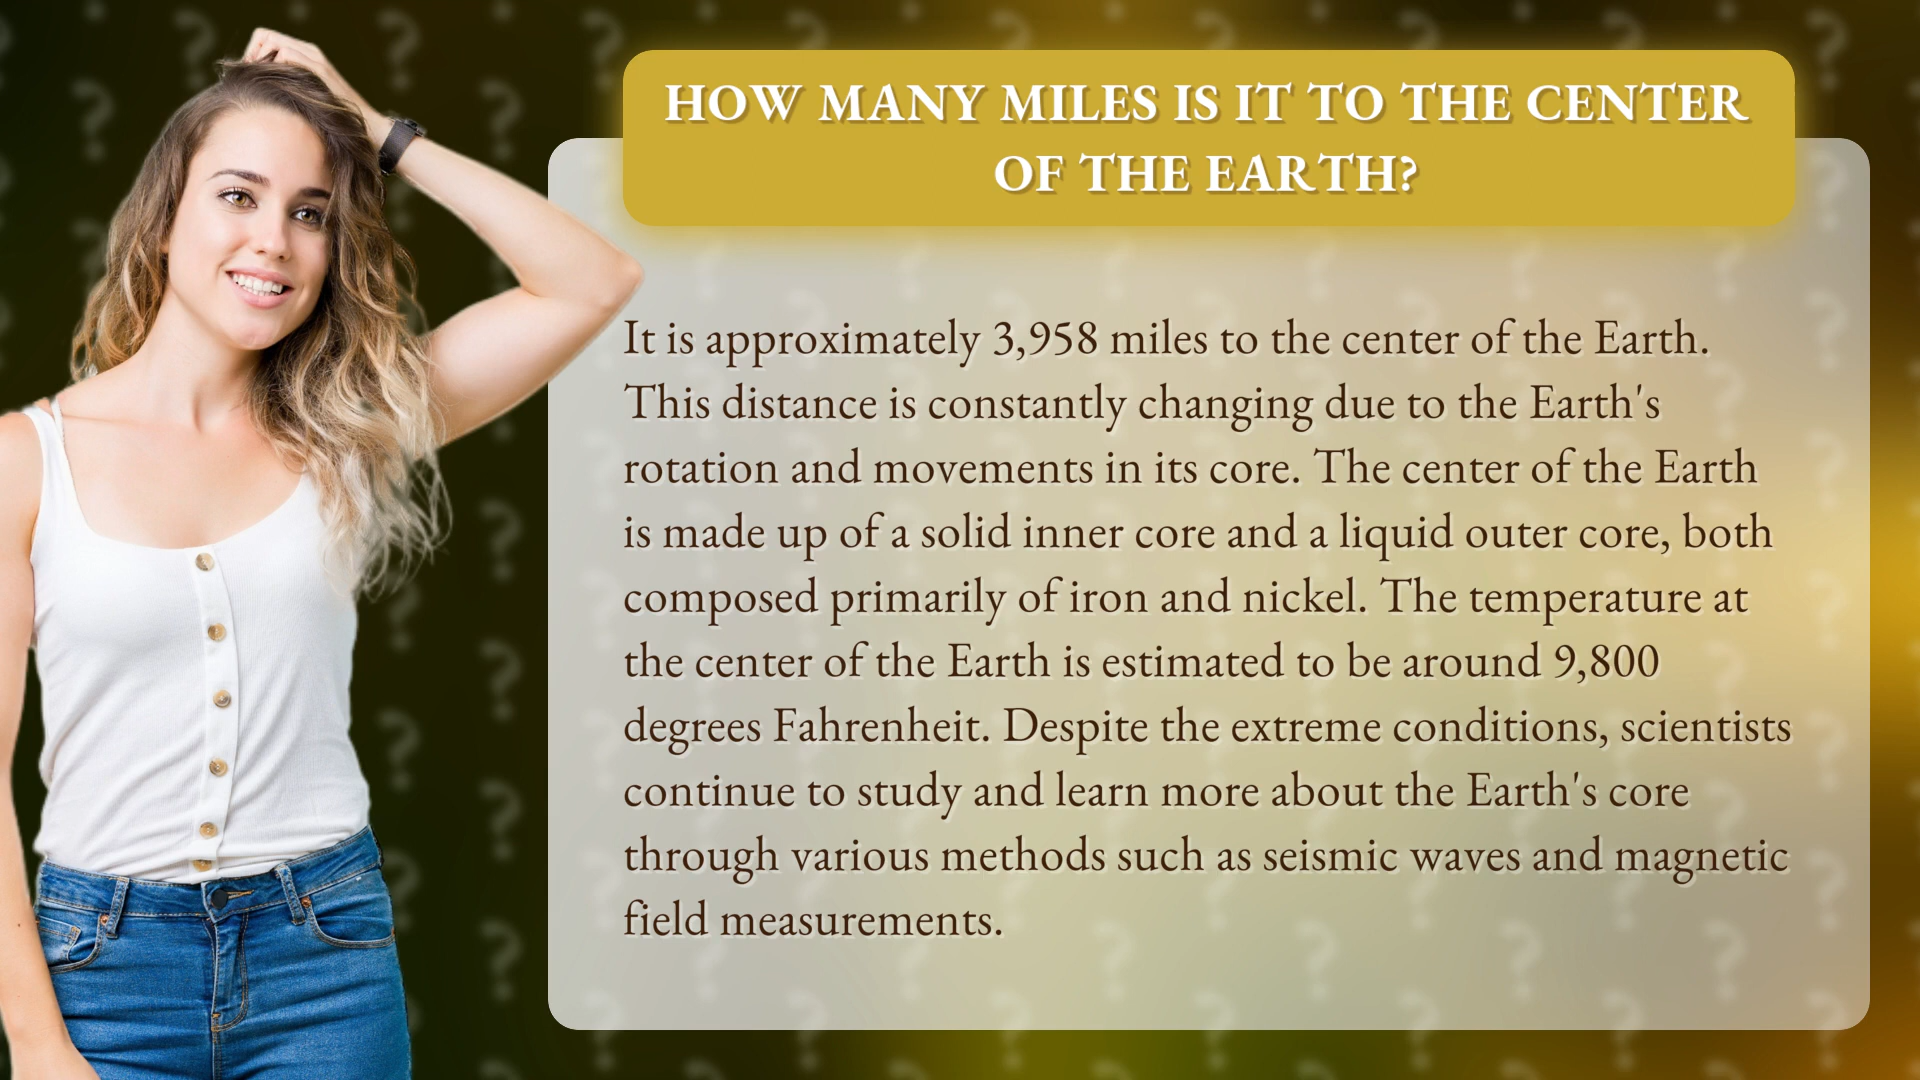 HOW MANY MILES IS IT TO THE CENTER
OF THE EARTH?
It is approximately 3,958 miles to the center of the Earth.
This distance is constantly changing due to the Earth's
rotation and movements in its core. The center of the Earth
is made up of a solid inner core and a liquid outer core, both
composed primarily of iron and nickel. The temperature at
the center of the Earth is estimated to be around 9,800
degrees Fahrenheit. Despite the extreme conditions, scientists
continue to study and learn more about the Earth's core
through various methods such as seismic waves and magnetic
field measurements.